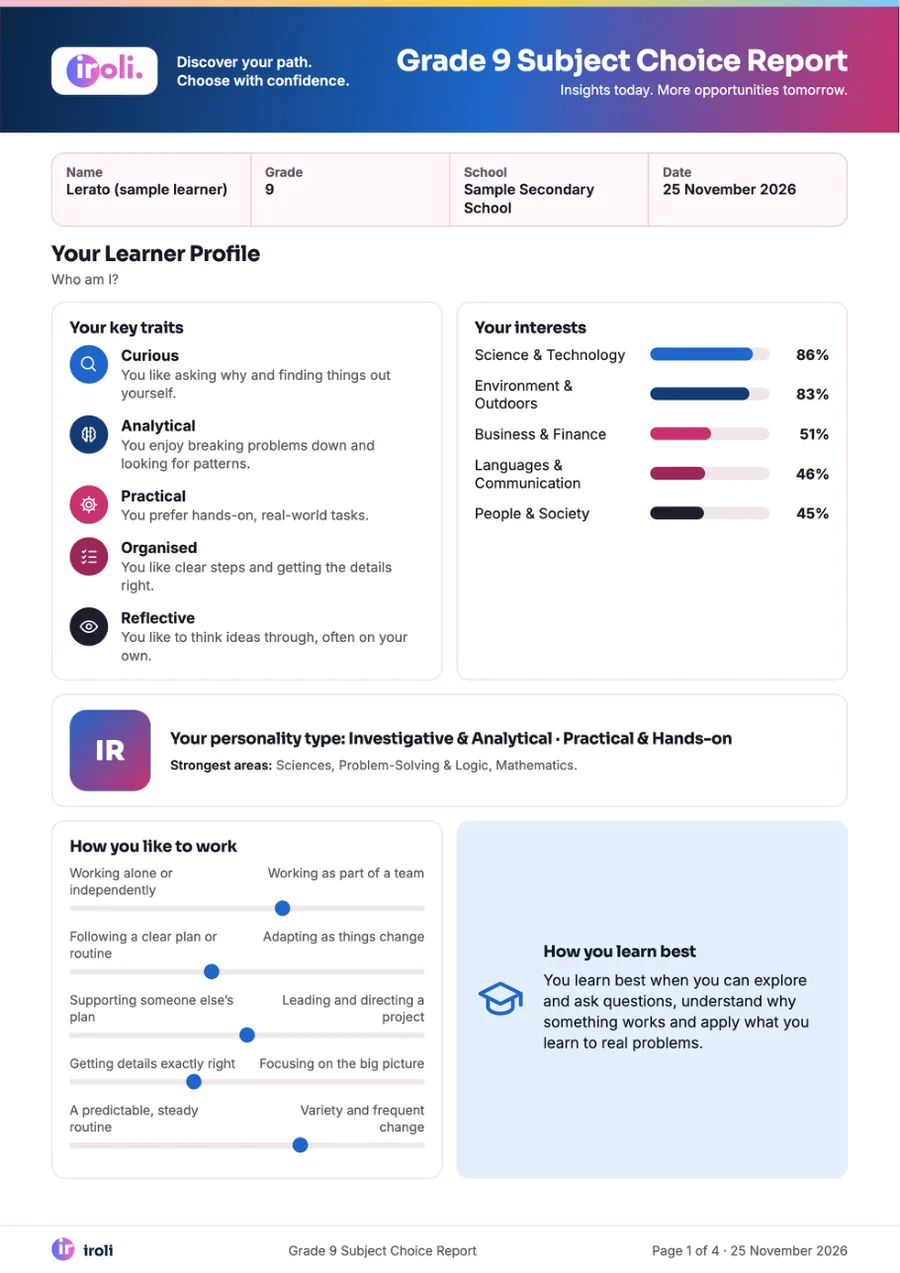 iroli.
Discover your path.
Choose with confidence.
Grade 9 Subject Choice Report
Insights today. More opportunities tomorrow.
Name
Lerato (sample learner)
Grade
9
School
Sample Secondary
School
Date
25 November 2026
Your Learner Profile
Who am I?
Your key traits
Curious
You like asking why and finding things out
yourself.
Analytical
You enjoy breaking problems down and
looking for patterns.
Practical
You prefer hands-on, real-world tasks.
Organised
You like clear steps and getting the details
right.
Reflective
You like to think ideas through, often on your
own.
Your interests
Science & Technology 86%
Environment &
Outdoors 83%
Business & Finance 51%
Languages &
Communication 46%
People & Society 45%
IR
Your personality type: Investigative & Analytical · Practical & Hands-on
Strongest areas: Sciences, Problem-Solving & Logic, Mathematics.
How you like to work
Working alone or
independently
Working as part of a team
Following a clear plan or
routine
Adapting as things change
Supporting someone else’s
plan
Leading and directing a
project
Getting details exactly right
Focusing on the big picture
A predictable, steady
routine
Variety and frequent
change
How you learn best
You learn best when you can explore
and ask questions, understand why
something works and apply what you
learn to real problems.
ir iroli
Grade 9 Subject Choice Report
Page 1 of 4 · 25 November 2026